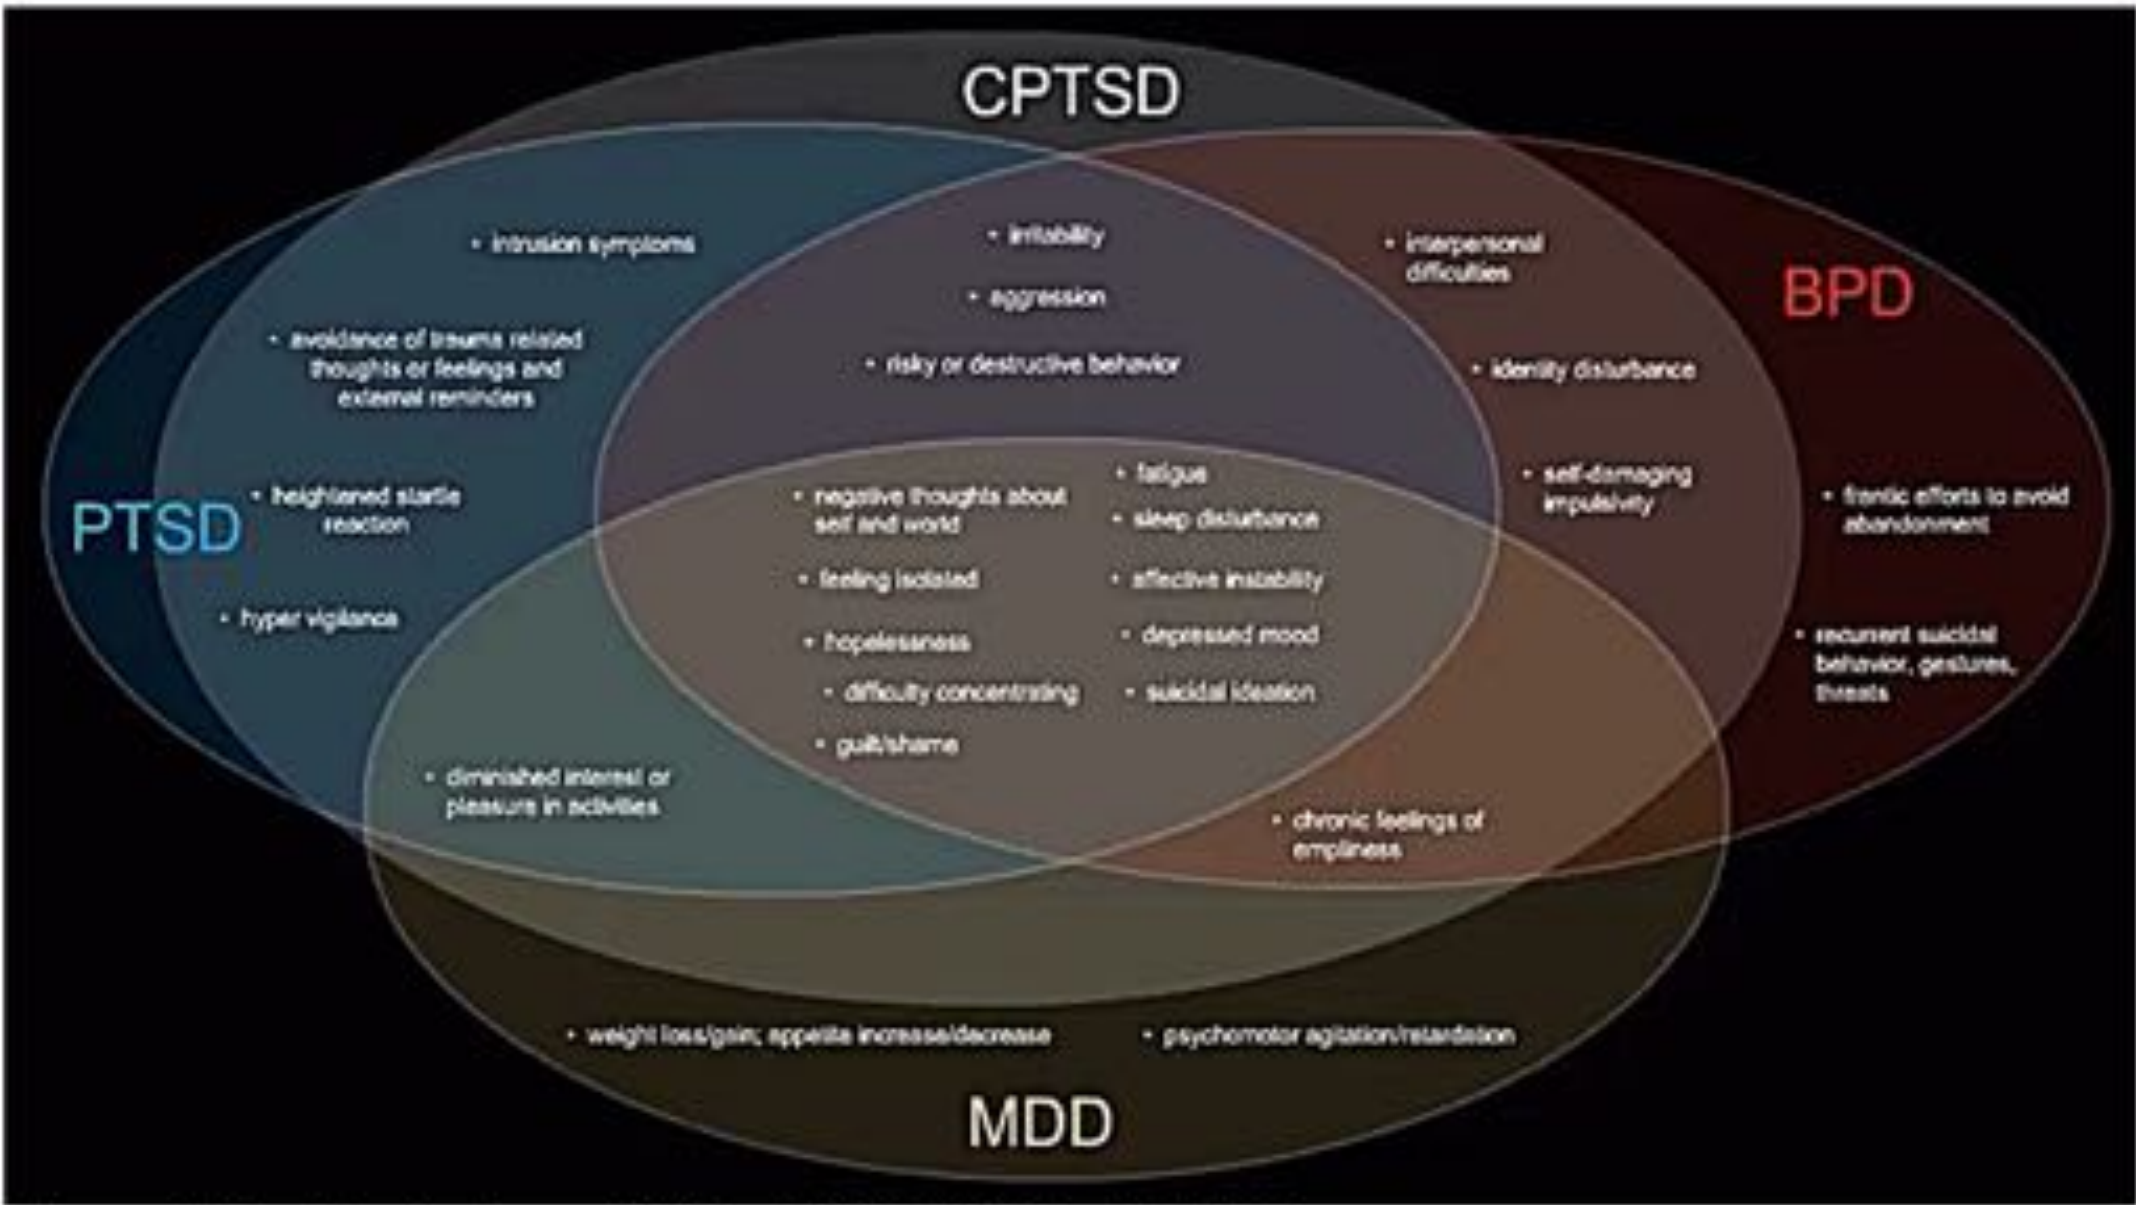 CPTSD
• intrusion symptoms
• irritability
• interpersonal
difficulties
BPD
• aggression
• avoidance of trauma related
thoughts or feelings and
external reminders
• risky or destructive behavior
• identity disturbance
• heightened startle
reaction
PTSD
• negative thoughts about
self and world
• fatigue
• sleep disturbance
• self-damaging
impulsivity
• frantic efforts to avoid
abandonment
• feeling isolated
• affective instability
• hyper vigilance
• hopelessness
• depressed mood
• recurrent suicidal
behavior, gestures,
threats
• difficulty concentrating
• suicidal ideation
• guilt/shame
• diminished interest or
pleasure in activities
• chronic feelings of
emptiness
• weight loss/gain; appetite increase/decrease
• psychomotor agitation/retardation
MDD